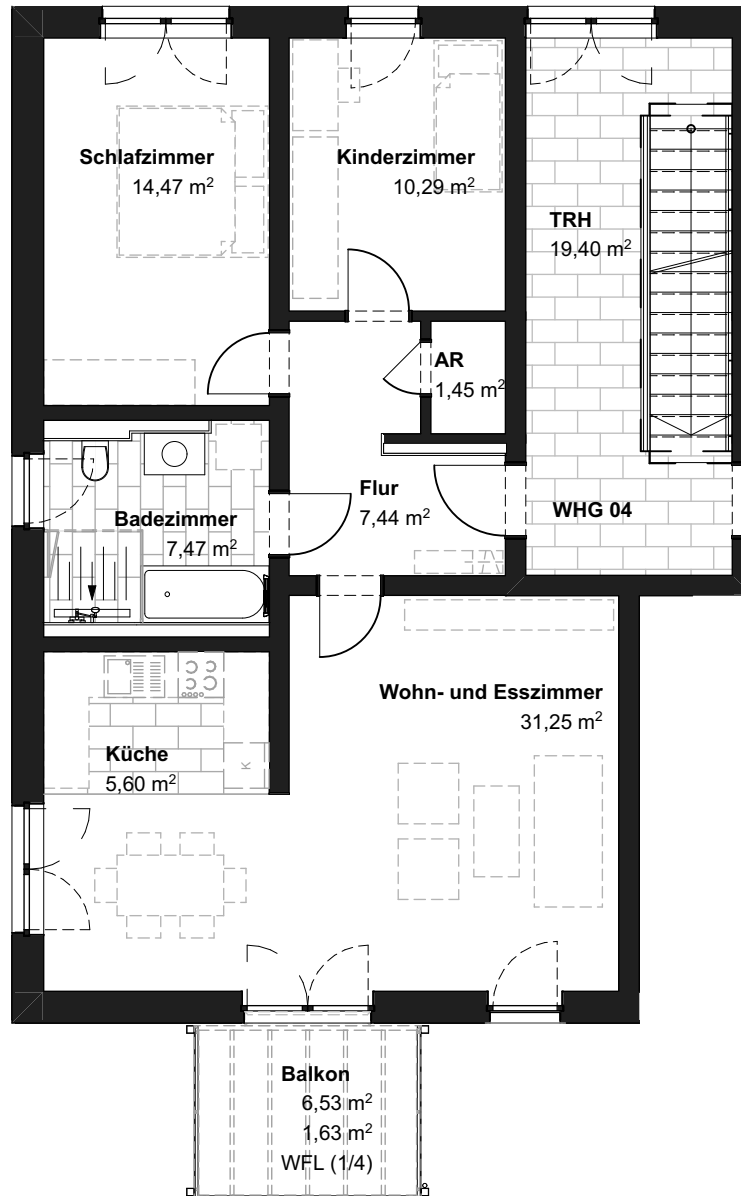 Schlafzimmer
14,47 m²
Kinderzimmer
10,29 m²
TRH
19,40 m²
AR
1,45 m²
Flur
7,44 m²
WHG 04
Badezimmer
7,47 m²
Wohn- und Esszimmer
31,25 m²
Küche
5,60 m²
K
Balkon
6,53 m²
1,63 m²
WFL (1/4)